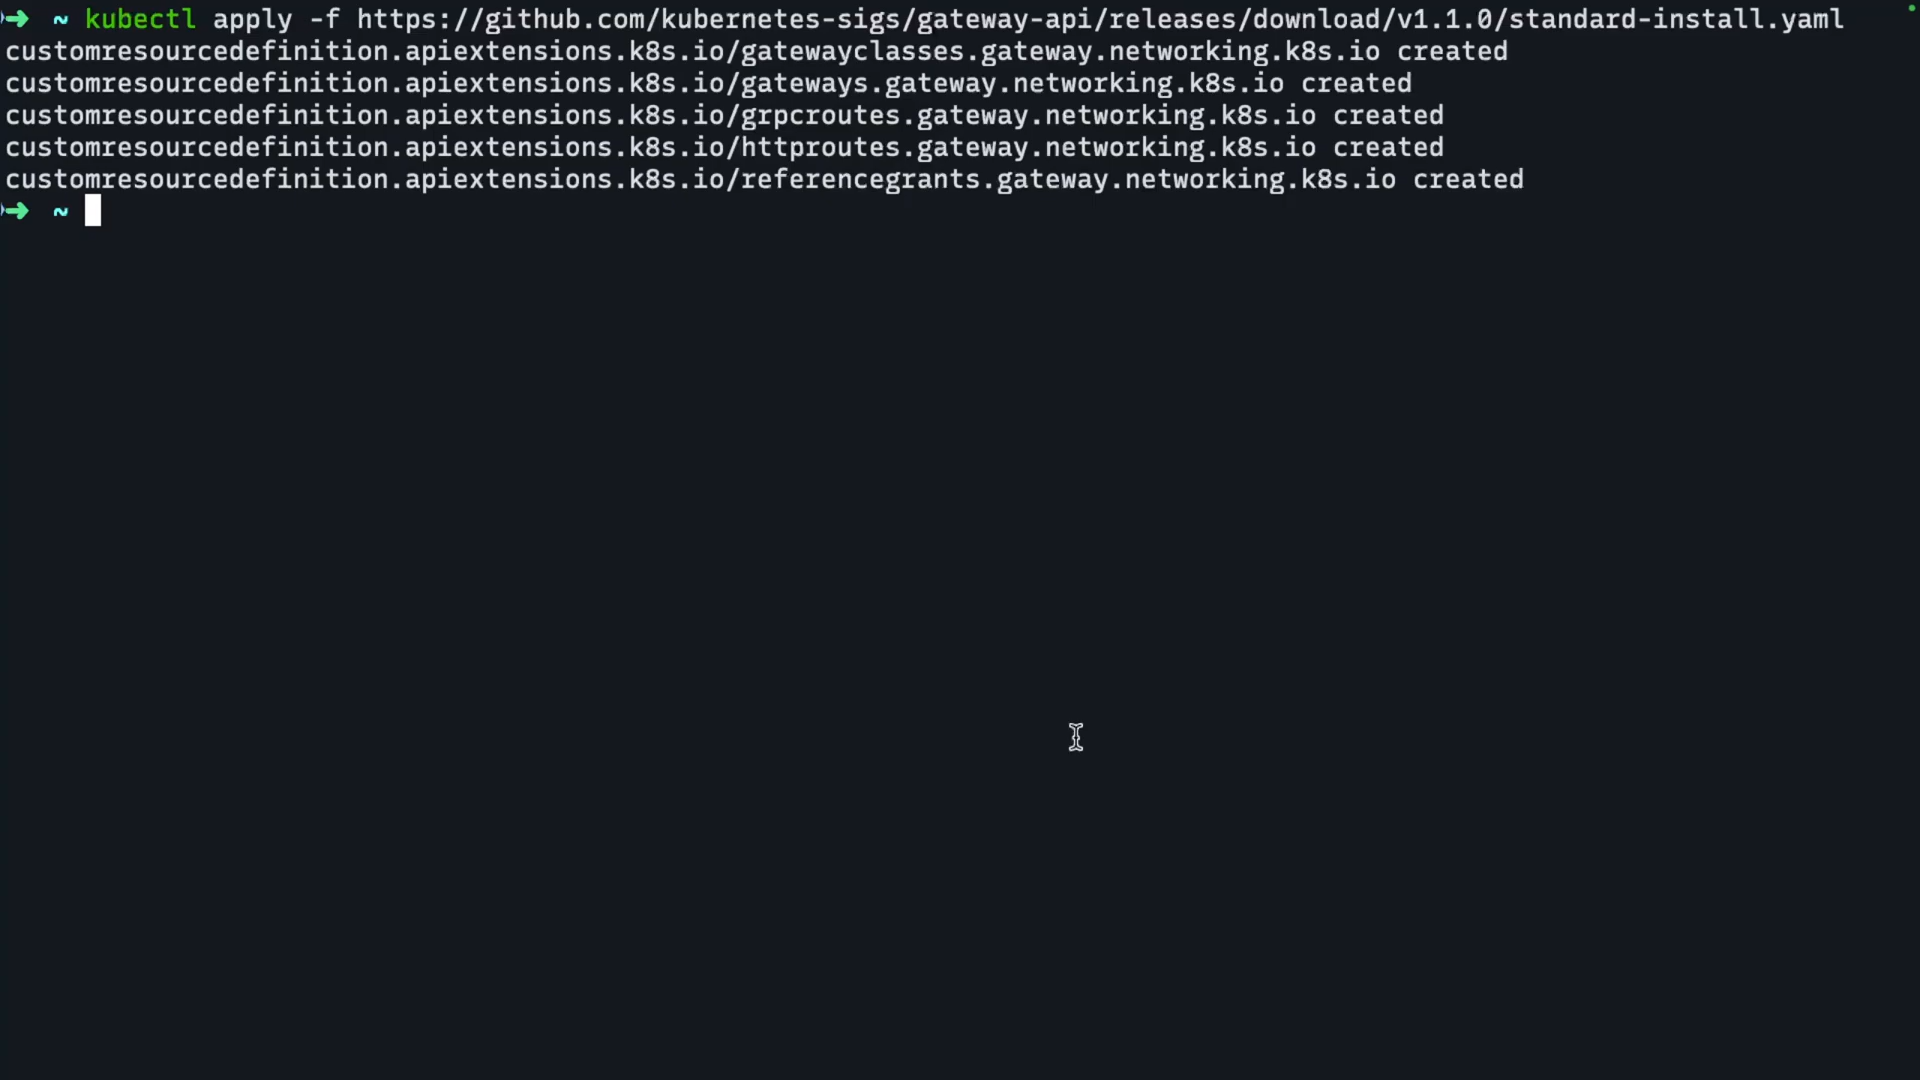 ➜ ~ kubectl apply -f https://github.com/kubernetes-sigs/gateway-api/releases/download/v1.1.0/standard-install.yaml
customresourcedefinition.apiextensions.k8s.io/gatewayclasses.gateway.networking.k8s.io created
customresourcedefinition.apiextensions.k8s.io/gateways.gateway.networking.k8s.io created
customresourcedefinition.apiextensions.k8s.io/grpcroutes.gateway.networking.k8s.io created
customresourcedefinition.apiextensions.k8s.io/httproutes.gateway.networking.k8s.io created
customresourcedefinition.apiextensions.k8s.io/referencegrants.gateway.networking.k8s.io created
➜ ~